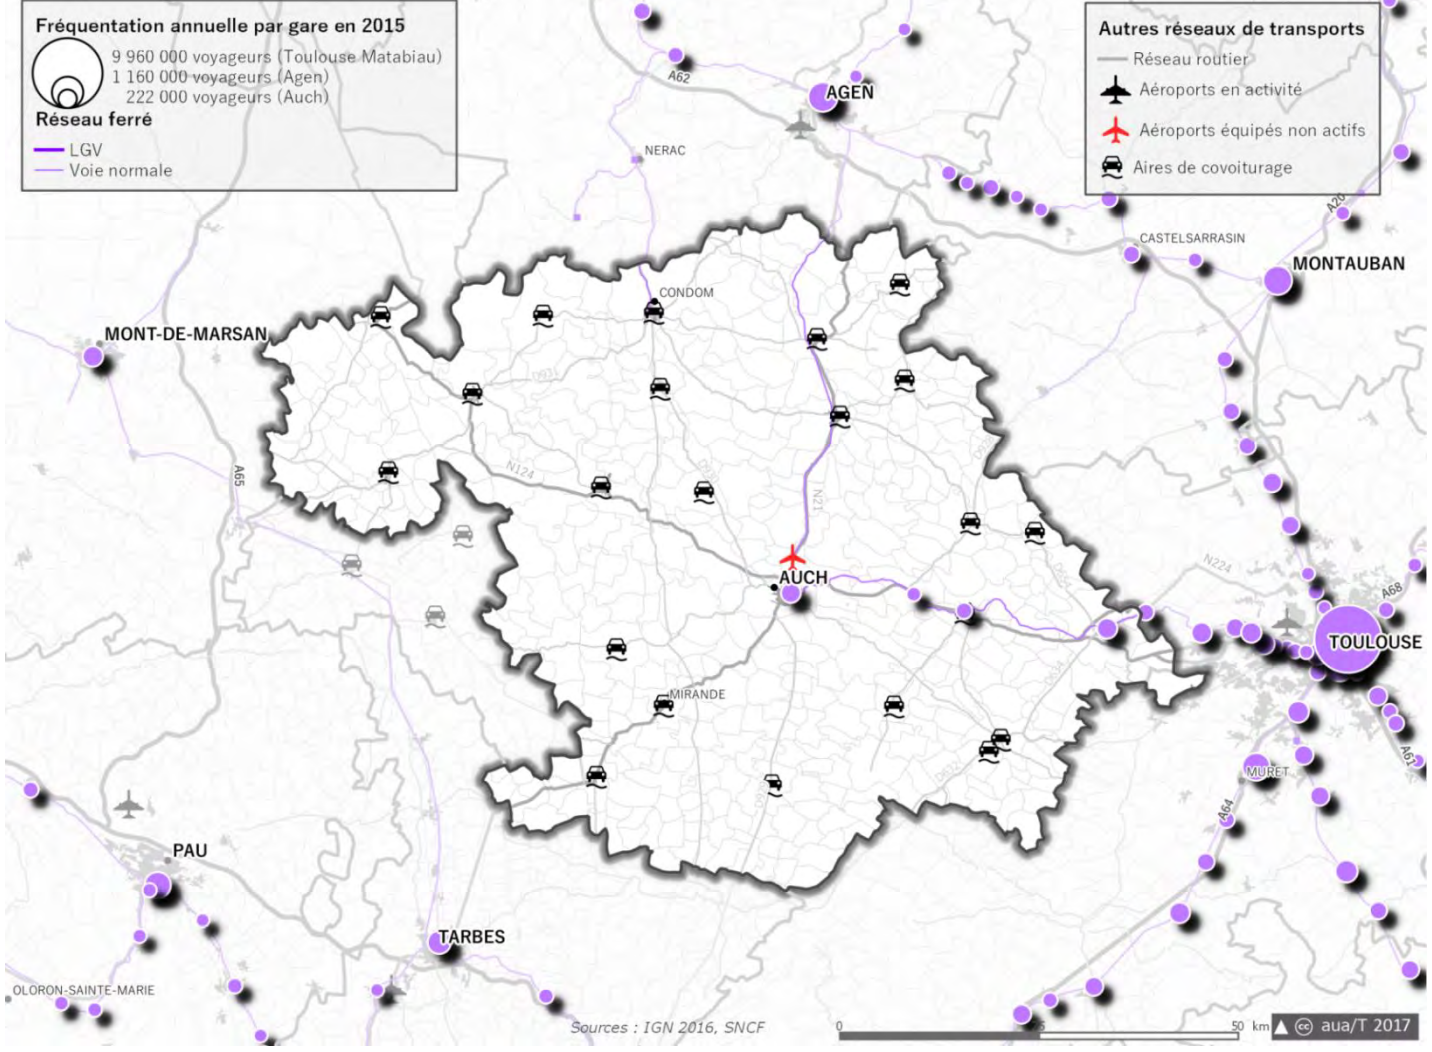 Fréquentation annuelle par gare en 2015
9 960 000 voyageurs (Toulouse Matabiau)
1 160 000 voyageurs (Agen)
222 000 voyageurs (Auch)
Réseau ferré
LGV
Voie normale
Autres réseaux de transports
Réseau routier
Aéroports en activité
Aéroports équipés non actifs
Aires de covoiturage
A62
AGEN
NERAC
A20
CASTELSARRASIN
MONTAUBAN
CONDOM
MONT-DE-MARSAN
D931
A65
N124
N21
N224
AUCH
A68
TOULOUSE
MIRANDE
A61
MURET
D632
A64
PAU
TARBES
OLORON-SAINTE-MARIE
Sources : IGN 2016, SNCF
0
50 km
cc aua/T 2017